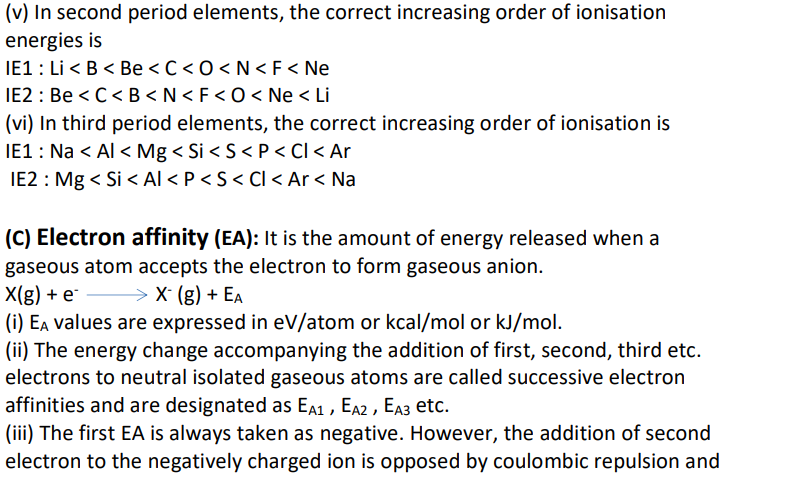 (v) In second period elements, the correct increasing order of ionisation
energies is
IE1 : Li < B < Be < C < O < N < F < Ne
IE2 : Be < C < B < N < F < O < Ne < Li
(vi) In third period elements, the correct increasing order of ionisation is
IE1 : Na < Al < Mg < Si < S < P < Cl < Ar
IE2 : Mg < Si < Al < P < S < Cl < Ar < Na
(C) Electron affinity (EA): It is the amount of energy released when a
gaseous atom accepts the electron to form gaseous anion.
X(g) + e⁻ ⟶ X⁻ (g) + EA
(i) EA values are expressed in eV/atom or kcal/mol or kJ/mol.
(ii) The energy change accompanying the addition of first, second, third etc.
electrons to neutral isolated gaseous atoms are called successive electron
affinities and are designated as EA1 , EA2 , EA3 etc.
(iii) The first EA is always taken as negative. However, the addition of second
electron to the negatively charged ion is opposed by coulombic repulsion and